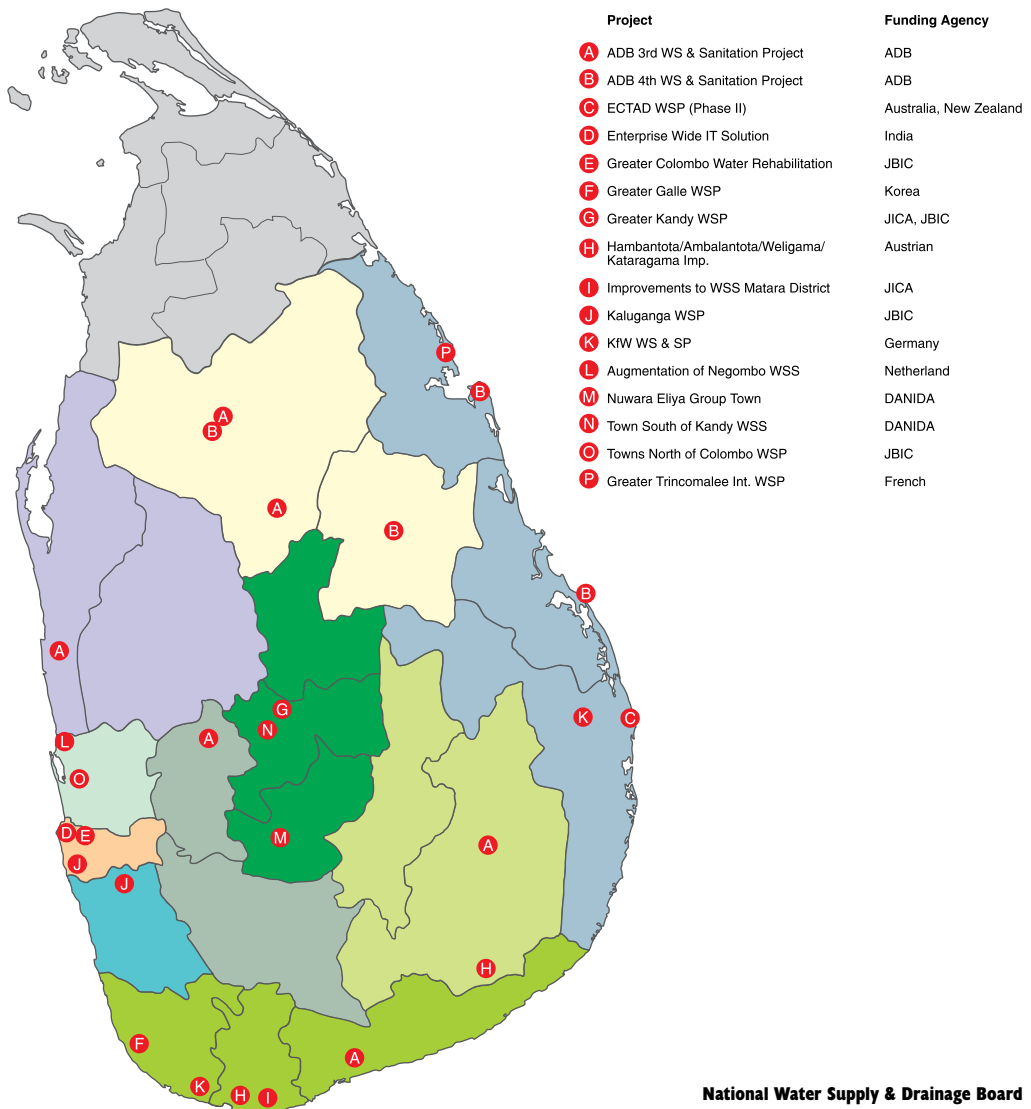 Project Funding Agency
A ADB 3rd WS & Sanitation Project ADB
B ADB 4th WS & Sanitation Project ADB
C ECTAD WSP (Phase II) Australia, New Zealand
D Enterprise Wide IT Solution India
E Greater Colombo Water Rehabilitation JBIC
F Greater Galle WSP Korea
G Greater Kandy WSP JICA, JBIC
H Hambantota/Ambalantota/Weligama/ Austrian
Kataragama Imp.
I Improvements to WSS Matara District JICA
J Kaluganga WSP JBIC
K KfW WS & SP Germany
L Augmentation of Negombo WSS Netherland
M Nuwara Eliya Group Town DANIDA
N Town South of Kandy WSS DANIDA
O Towns North of Colombo WSP JBIC
P Greater Trincomalee Int. WSP French
P
B
A
B
A
B
B
A
G
K
C
N
A
L
O
D
E
M
A
J
J
H
F
A
K
H
I
National Water Supply & Drainage Board